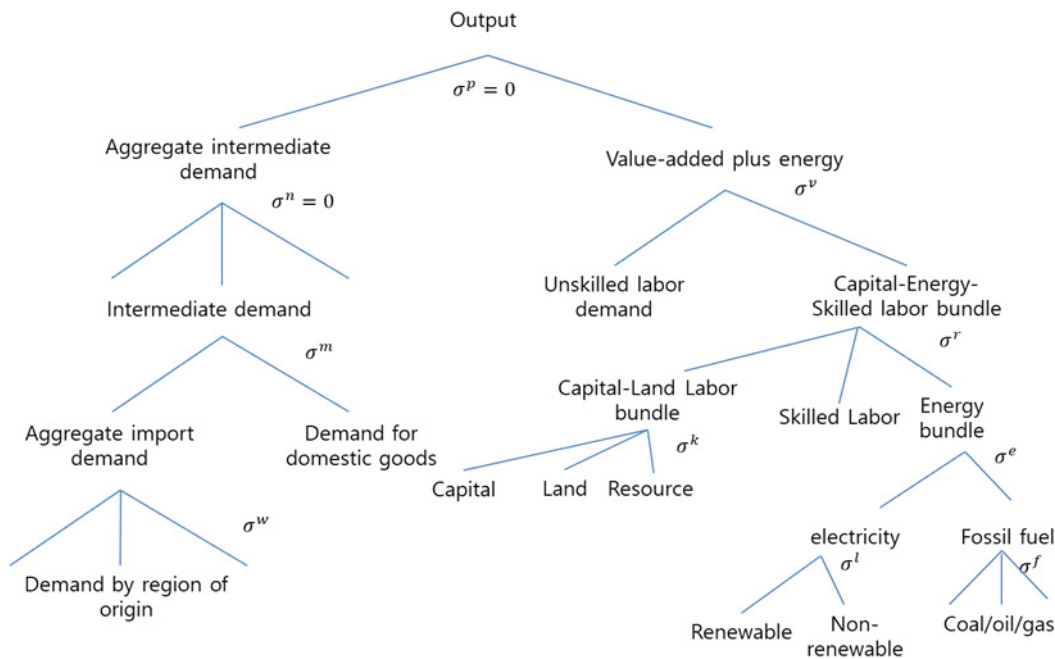 Output
σ^p = 0
Aggregate intermediate
demand
Value-added plus energy
σ^n = 0
σ^v
Intermediate demand
Unskilled labor
demand
Capital-Energy-
Skilled labor bundle
σ^m
σ^r
Capital-Land Labor
bundle
Skilled Labor
Energy
bundle
Aggregate import
demand
Demand for
domestic goods
σ^k
σ^e
Capital
Land
Resource
σ^w
electricity
Fossil fuel
σ^l
σ^f
Demand by region of
origin
Renewable
Non-
renewable
Coal/oil/gas